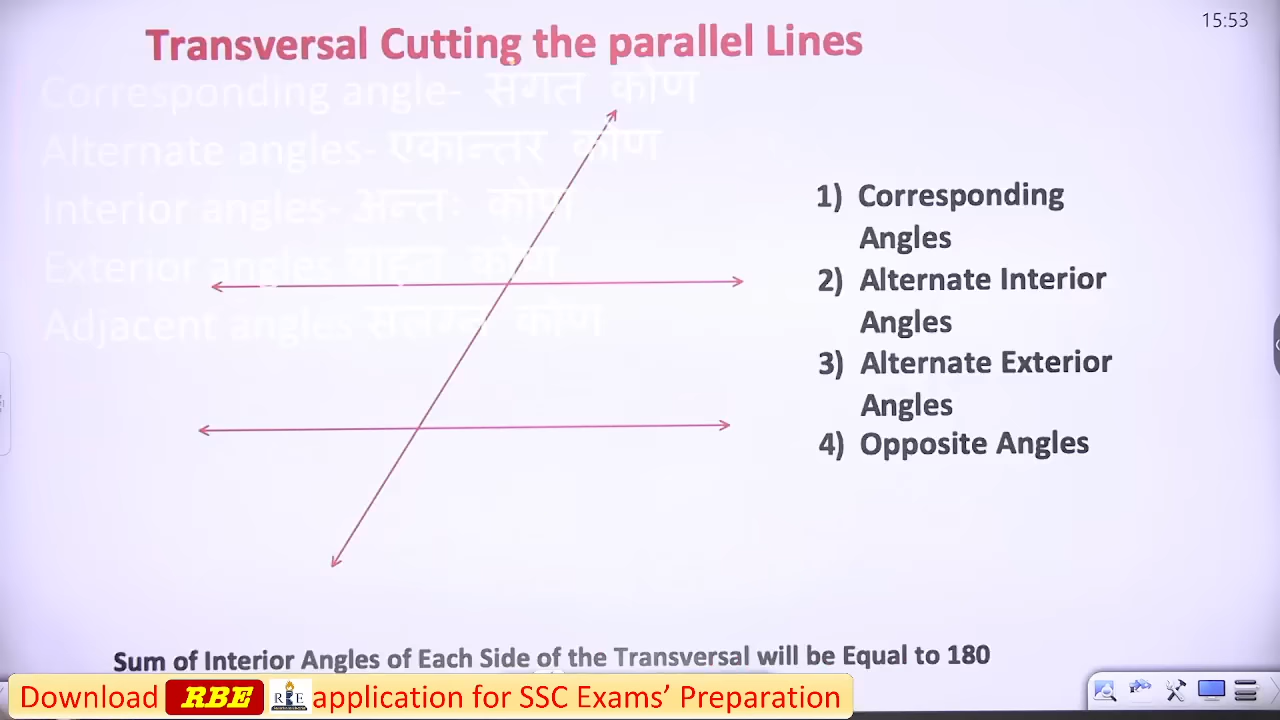 15:53
Transversal Cutting the parallel Lines
Corresponding angle- संगत कोण
Alternate angles- एकान्तर कोण
Interior angles अन्तः कोण
Exterior angles कोण
Adjacent angles संलग्न कोण
1) Corresponding
Angles
2) Alternate Interior
Angles
3) Alternate Exterior
Angles
4) Opposite Angles
Sum of Interior Angles of Each Side of the Transversal will be Equal to 180
Download RBE RE application for SSC Exams’ Preparation